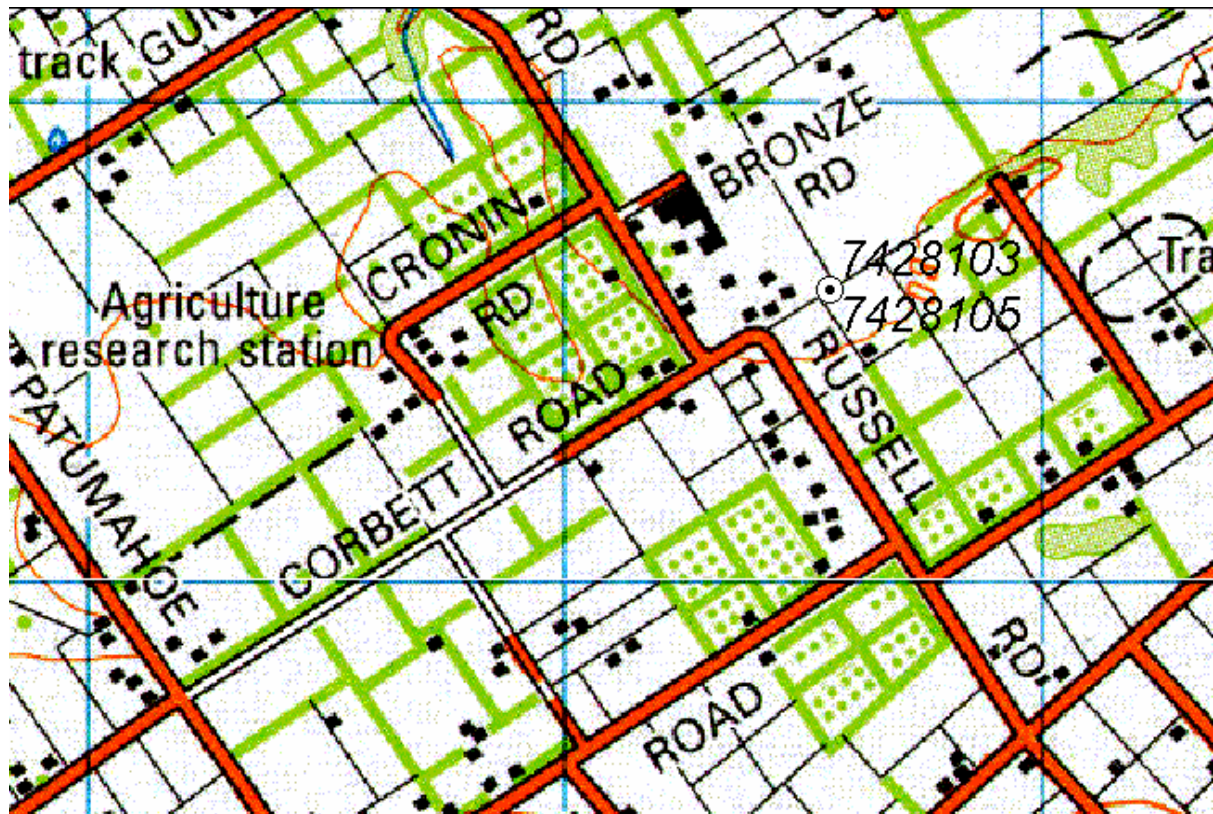 track
GUN
RD
BRONZE
RD
CRONIN
RD
7428103
7428105
Tra
Agriculture
research station
RUSSELL
RD
PATUMAHOE
CORBETT
ROAD
ROAD